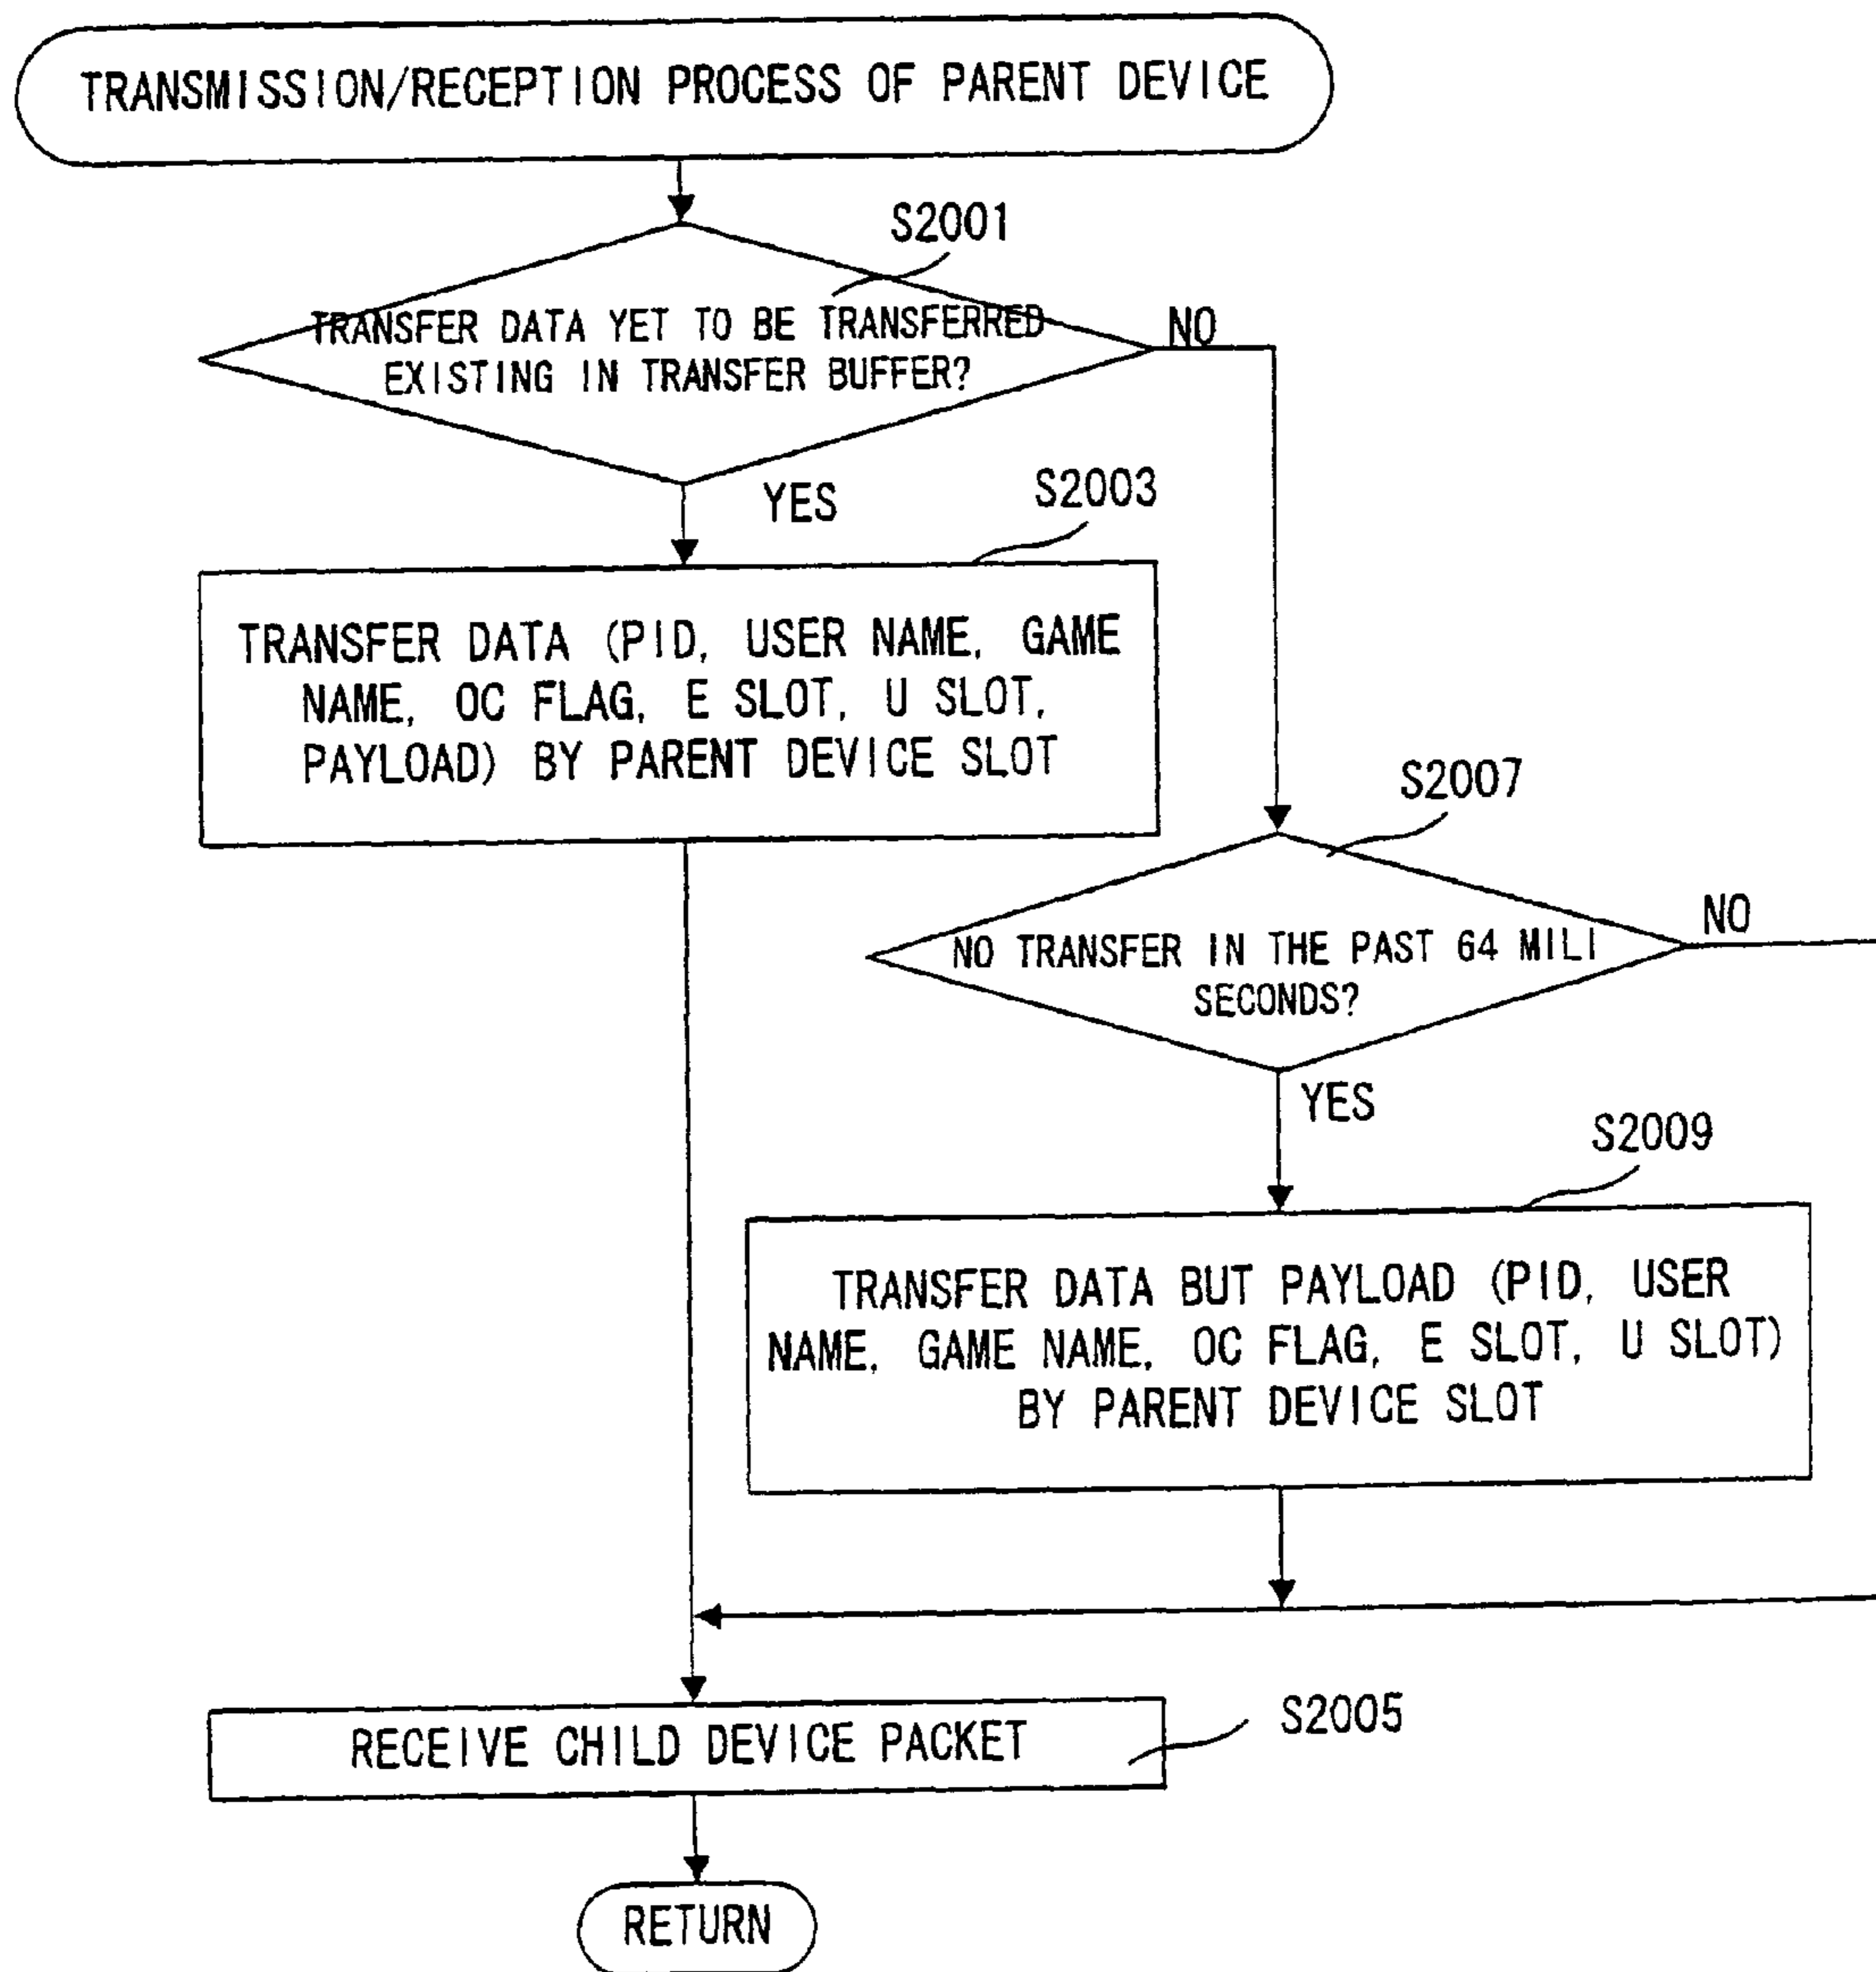 TRANSMISSION/RECEPTION PROCESS OF PARENT DEVICE
S2001
TRANSFER DATA YET TO BE TRANSFERRED
EXISTING IN TRANSFER BUFFER?
NO
YES
S2003
TRANSFER DATA (PID, USER NAME, GAME
NAME, OC FLAG, E SLOT, U SLOT,
PAYLOAD) BY PARENT DEVICE SLOT
S2007
NO TRANSFER IN THE PAST 64 MILI
SECONDS?
NO
YES
S2009
TRANSFER DATA BUT PAYLOAD (PID, USER
NAME, GAME NAME, OC FLAG, E SLOT, U SLOT)
BY PARENT DEVICE SLOT
RECEIVE CHILD DEVICE PACKET
S2005
RETURN